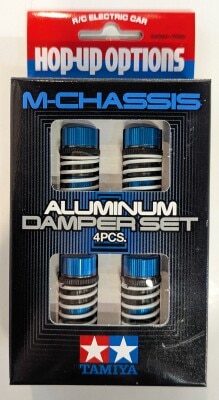 R/C ELECTRIC CAR
HOP-UP OPTIONS
M-CHASSIS
ALUMINUM
DAMPER SET
4PCS.
TAMIYA